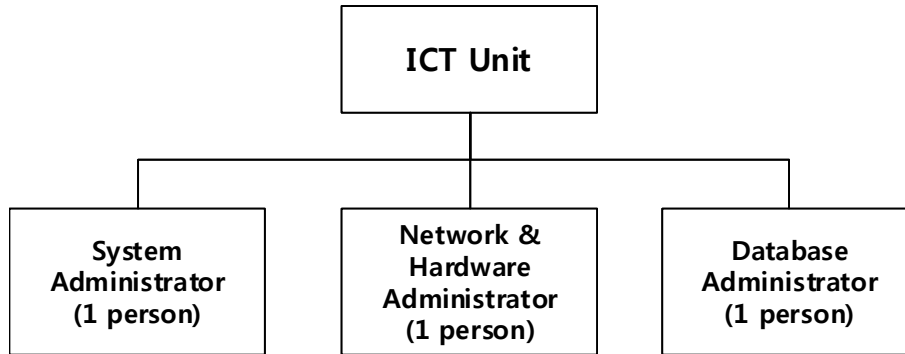 ICT Unit
System
Administrator
(1 person)
Network &
Hardware
Administrator
(1 person)
Database
Administrator
(1 person)